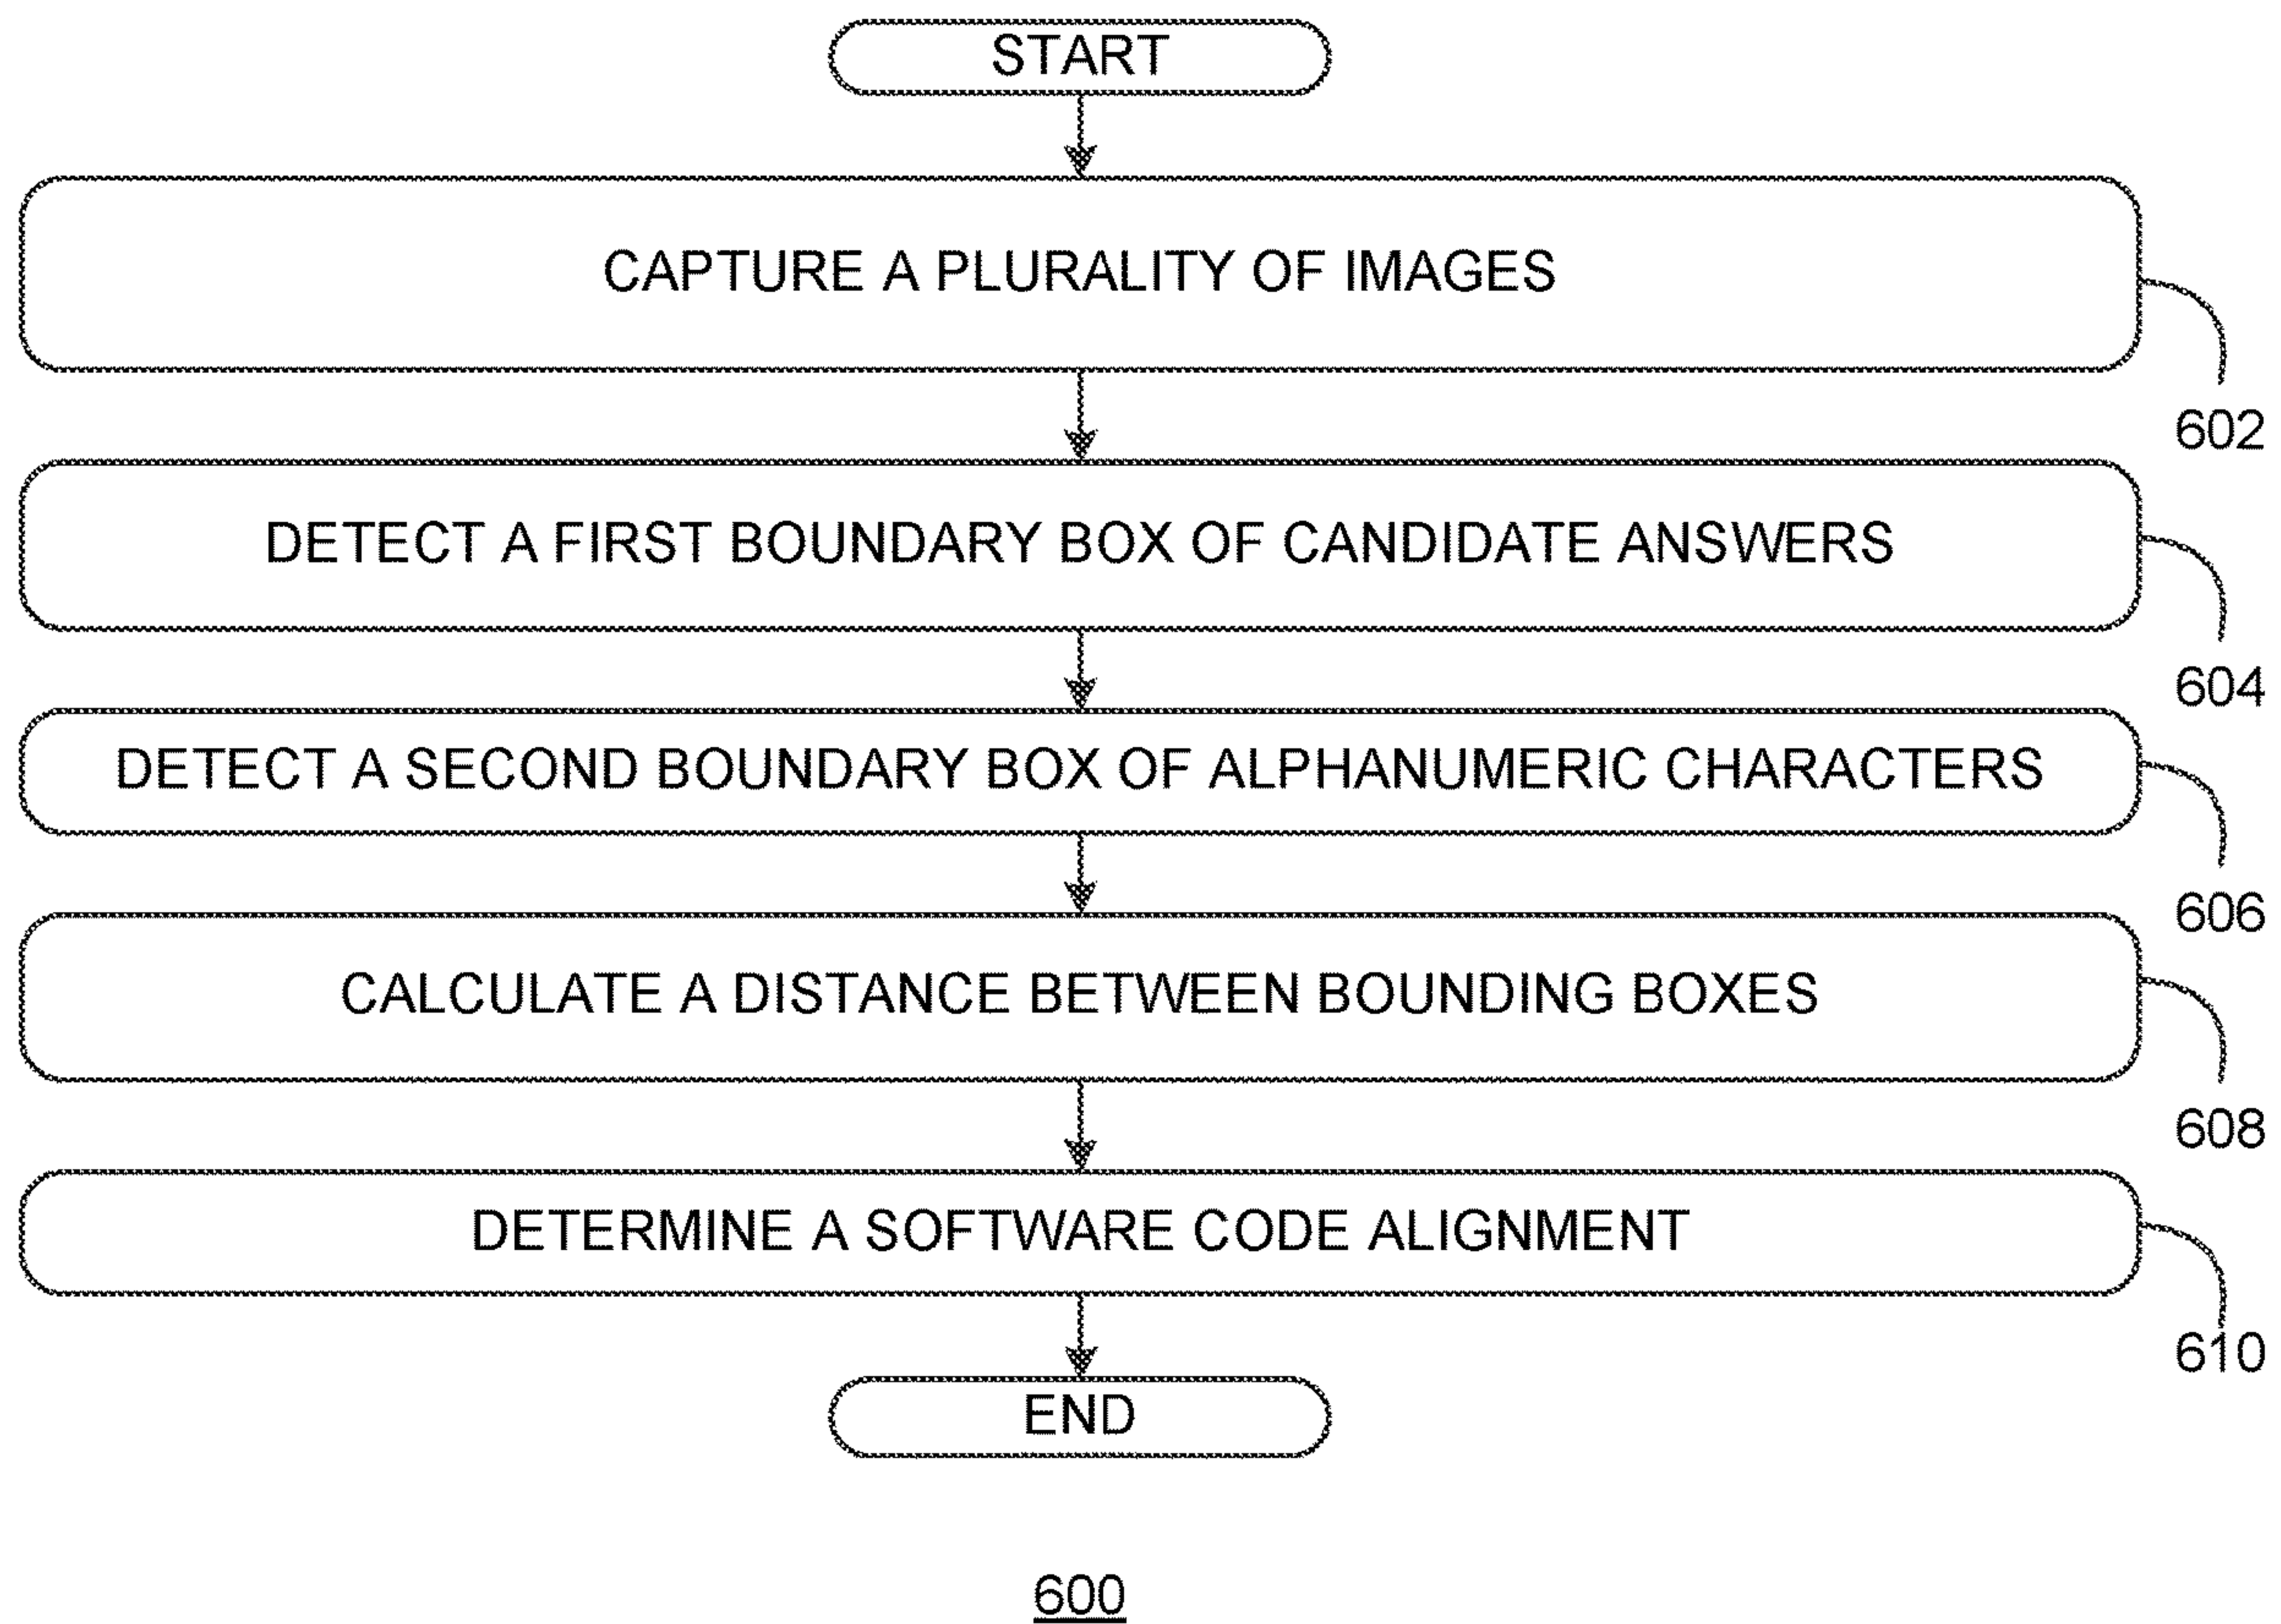 START
CAPTURE A PLURALITY OF IMAGES
602
DETECT A FIRST BOUNDARY BOX OF CANDIDATE ANSWERS
604
DETECT A SECOND BOUNDARY BOX OF ALPHANUMERIC CHARACTERS
606
CALCULATE A DISTANCE BETWEEN BOUNDING BOXES
608
DETERMINE A SOFTWARE CODE ALIGNMENT
610
END
600